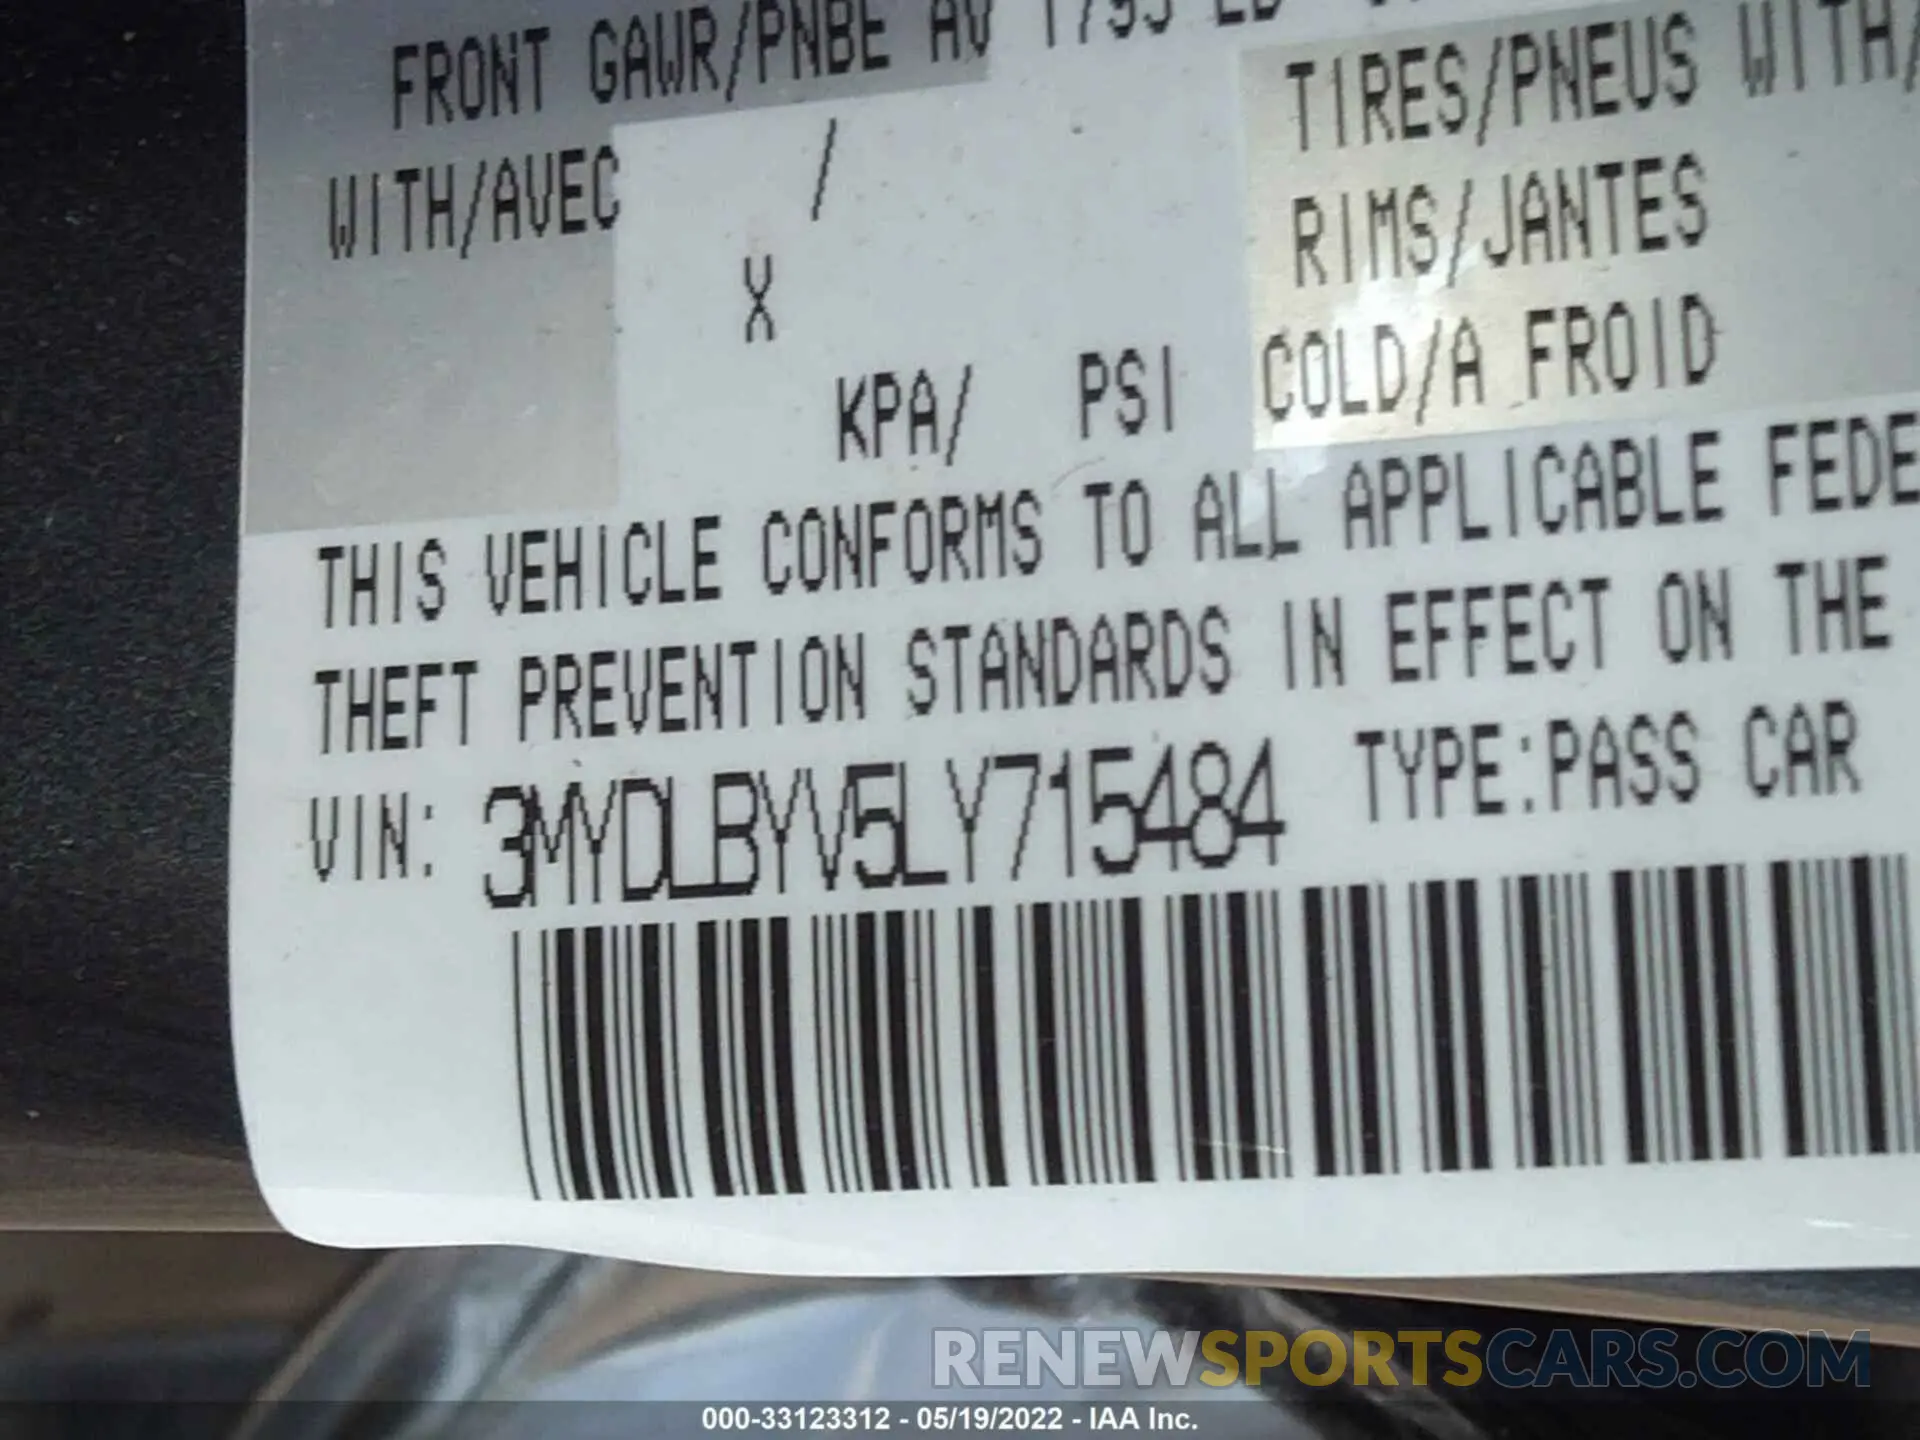 FRONT GAWR/PNBE AV 1795 LB
TIRES/PNEUS WITH/
WITH/AVEC /
RIMS/JANTES
X
KPA/ PSI COLD/A FROID
THIS VEHICLE CONFORMS TO ALL APPLICABLE FEDE
THEFT PREVENTION STANDARDS IN EFFECT ON THE
VIN: 3MYDLBYV5LY715484 TYPE:PASS CAR
RENEWSPORTSCARS.COM
000-33123312 - 05/19/2022 - IAA Inc.